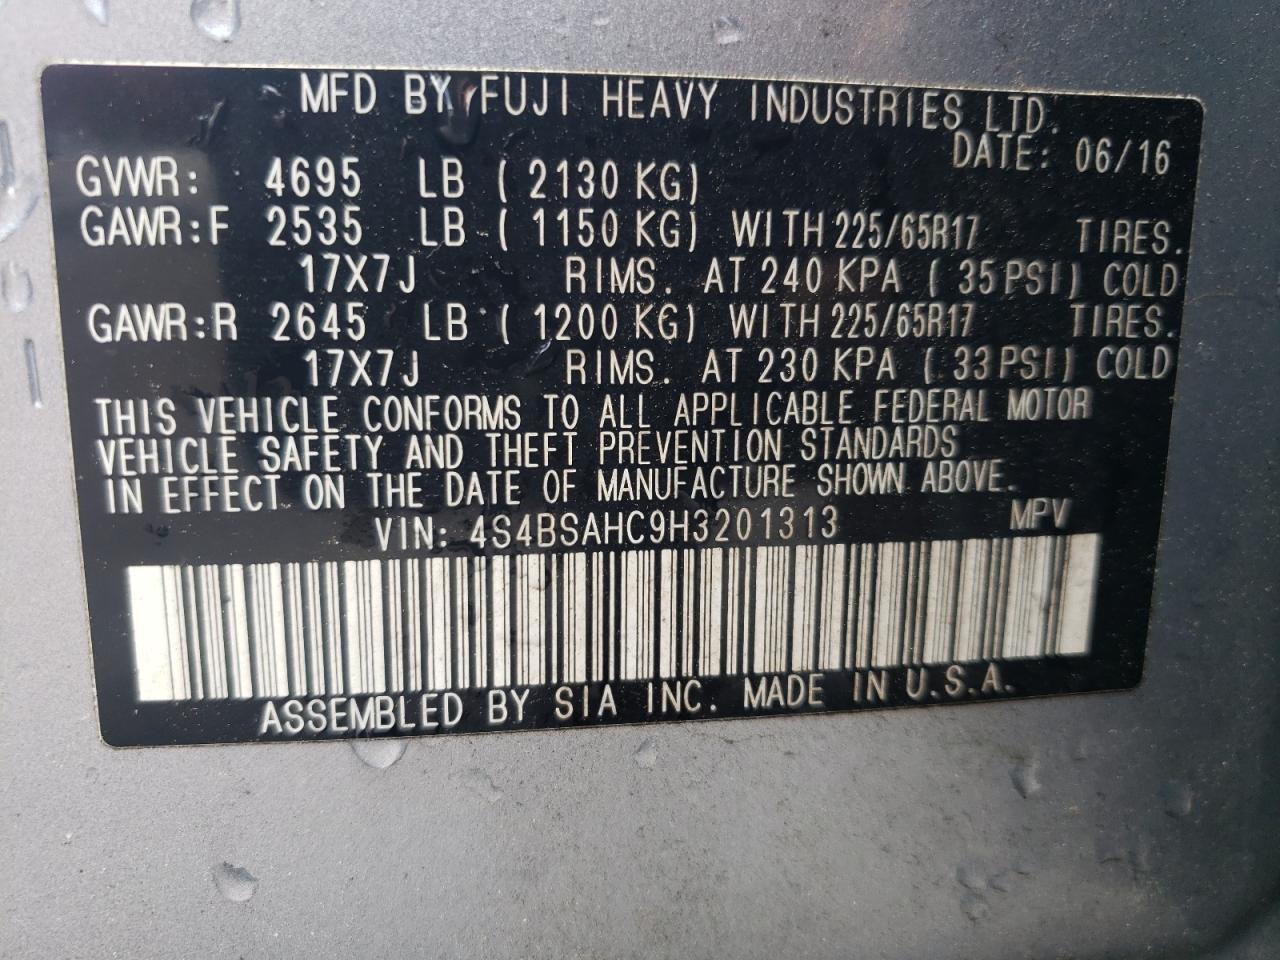 MFD BY FUJI HEAVY INDUSTRIES LTD.
DATE: 06/16
GVWR: 4695 LB ( 2130 KG)
GAWR:F 2535 LB ( 1150 KG) WITH 225/65R17 TIRES.
17X7J RIMS. AT 240 KPA ( 35 PSI) COLD
GAWR:R 2645 LB ( 1200 KG) WITH 225/65R17 TIRES.
17X7J RIMS. AT 230 KPA ( 33 PSI) COLD
THIS VEHICLE CONFORMS TO ALL APPLICABLE FEDERAL MOTOR
VEHICLE SAFETY AND THEFT PREVENTION STANDARDS
IN EFFECT ON THE DATE OF MANUFACTURE SHOWN ABOVE.
VIN: 4S4BSAHC9H3201313 MPV
ASSEMBLED BY SIA INC. MADE IN U.S.A.